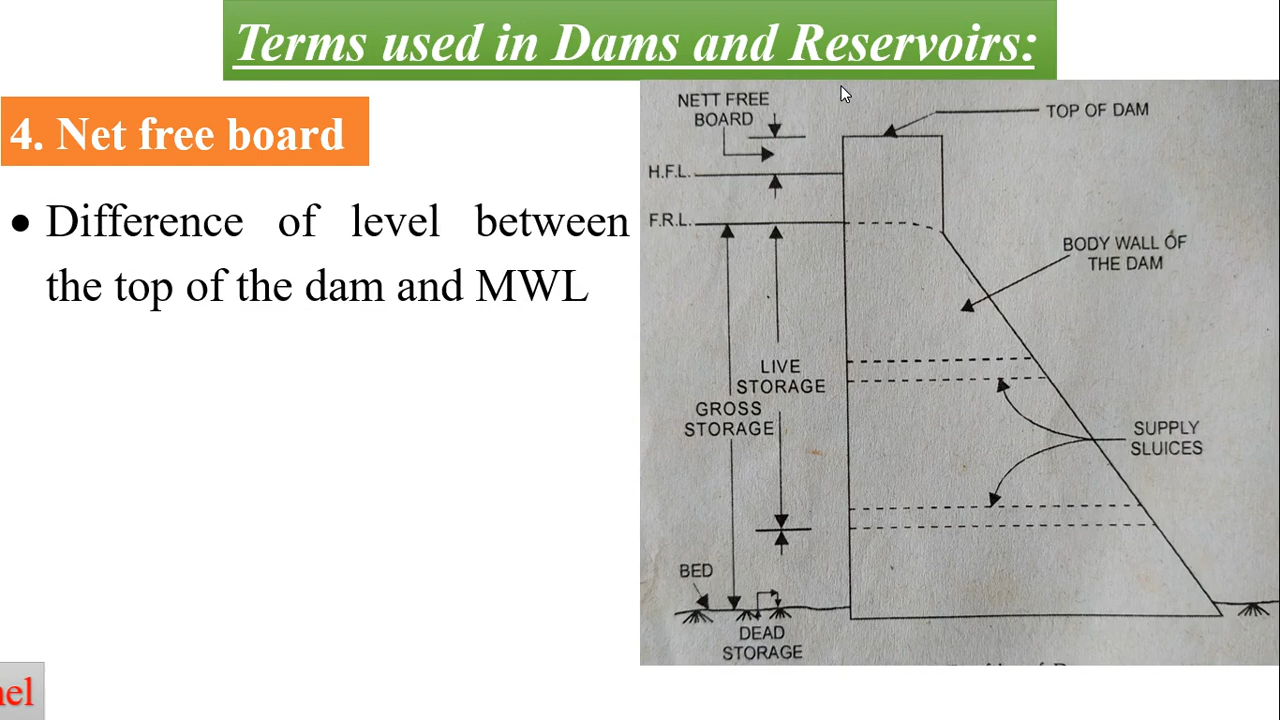 Terms used in Dams and Reservoirs:
4. Net free board
• Difference of level between
the top of the dam and MWL
NETT FREE
BOARD
TOP OF DAM
H.F.L.
F.R.L.
BODY WALL OF
THE DAM
LIVE
STORAGE
GROSS
STORAGE
SUPPLY
SLUICES
BED
DEAD
STORAGE